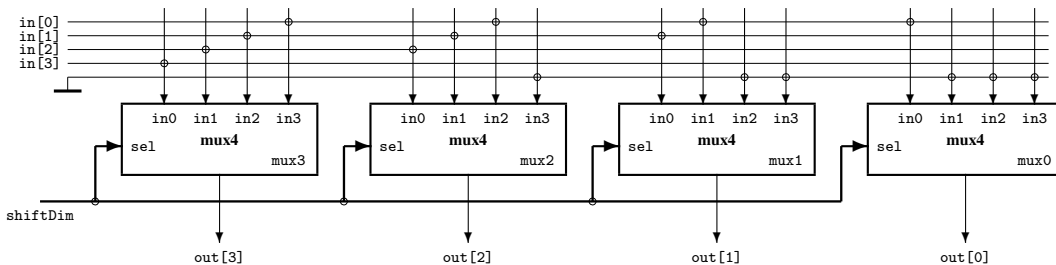 in[0]
in[1]
in[2]
in[3]
in0 in1 in2 in3
mux4
sel
mux3
in0 in1 in2 in3
mux4
sel
mux2
in0 in1 in2 in3
mux4
sel
mux1
in0 in1 in2 in3
mux4
sel
mux0
shiftDim
out[3]
out[2]
out[1]
out[0]